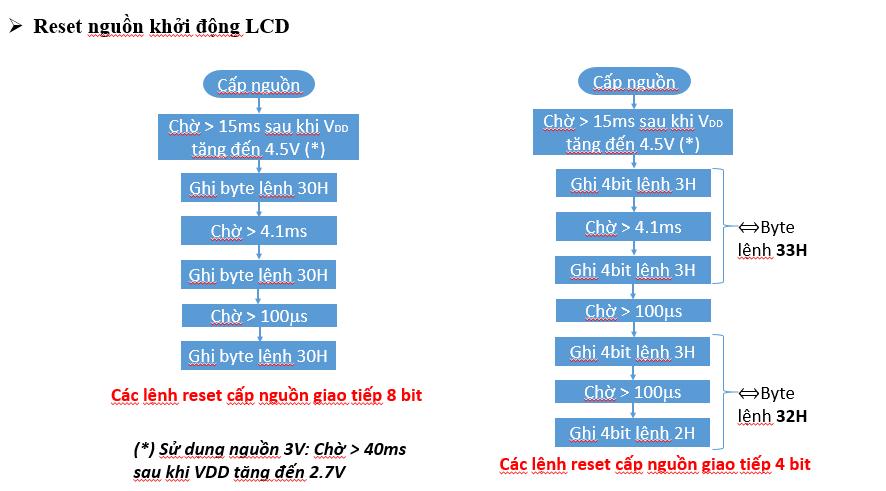 ➢ Reset nguồn khởi động LCD
Cấp nguồn
Chờ > 15ms sau khi VDD
tăng đến 4.5V (*)
Ghi byte lệnh 30H
Chờ > 4.1ms
Ghi byte lệnh 30H
Chờ > 100µs
Ghi byte lệnh 30H
Các lệnh reset cấp nguồn giao tiếp 8 bit
(*) Sử dung nguồn 3V: Chờ > 40ms
sau khi VDD tăng đến 2.7V
Cấp nguồn
Chờ > 15ms sau khi VDD
tăng đến 4.5V (*)
Ghi 4bit lệnh 3H
Chờ > 4.1ms
Ghi 4bit lệnh 3H
⇔Byte
lệnh 33H
Chờ > 100µs
Ghi 4bit lệnh 3H
Chờ > 100µs
Ghi 4bit lệnh 2H
⇔Byte
lệnh 32H
Các lệnh reset cấp nguồn giao tiếp 4 bit